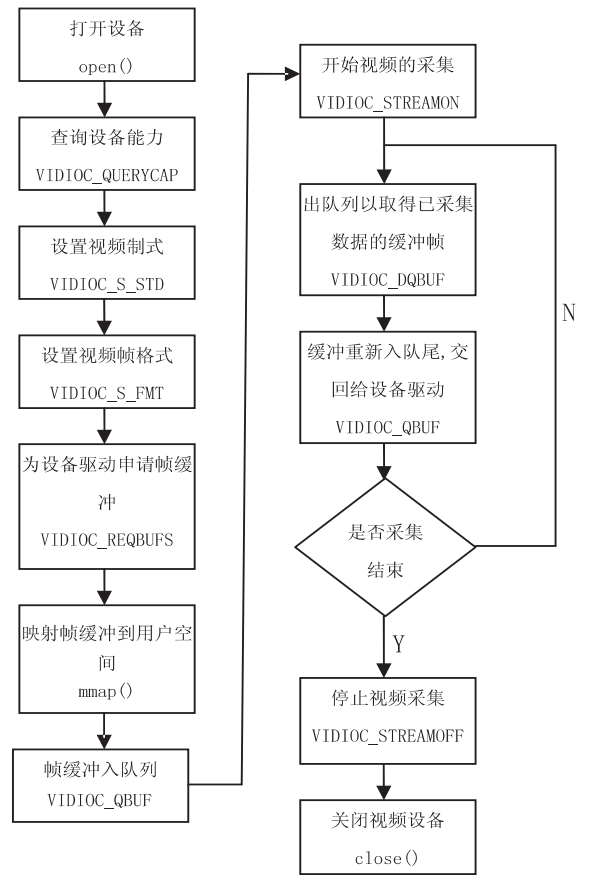 打开设备
open()
查询设备能力
VIDIOC_QUERYCAP
设置视频制式
VIDIOC_S_STD
设置视频帧格式
VIDIOC_S_FMT
为设备驱动申请帧缓
冲
VIDIOC_REQBUFS
映射帧缓冲到用户空
间
mmap()
帧缓冲入队列
VIDIOC_QBUF
开始视频的采集
VIDIOC_STREAMON
出队列以取得已采集
数据的缓冲帧
VIDIOC_DQBUF
缓冲重新入队尾,交
回给设备驱动
VIDIOC_QBUF
是否采集
结束
N
Y
停止视频采集
VIDIOC_STREAMOFF
关闭视频设备
close()